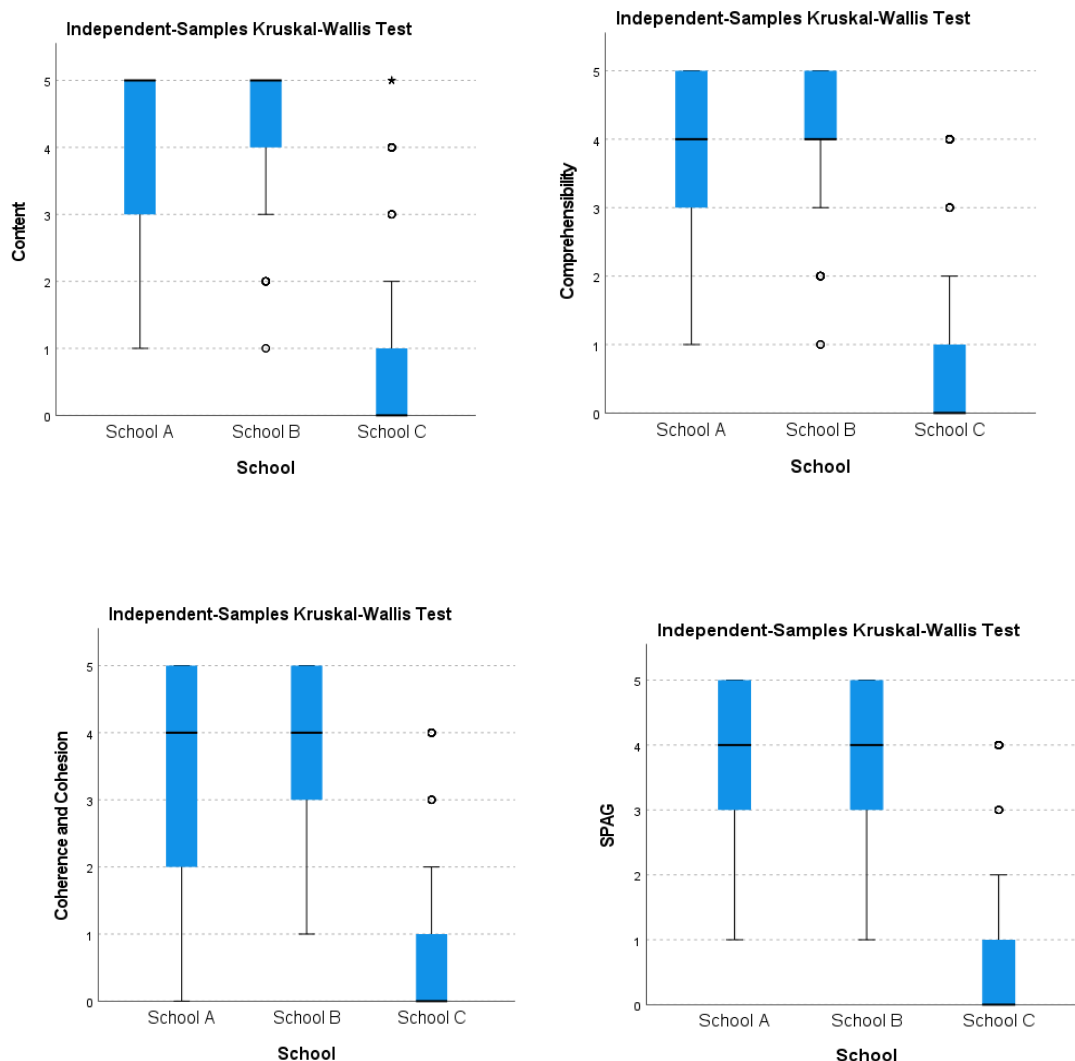 Independent-Samples Kruskal-Wallis Test
5
4
3
2
1
0
Content
School A School B School C
School
Independent-Samples Kruskal-Wallis Test
5
4
3
2
1
0
Comprehensibility
School A School B School C
School
Independent-Samples Kruskal-Wallis Test
5
4
3
2
1
0
Coherence and Cohesion
School A School B School C
School
Independent-Samples Kruskal-Wallis Test
5
4
3
2
1
0
SPAG
School A School B School C
School